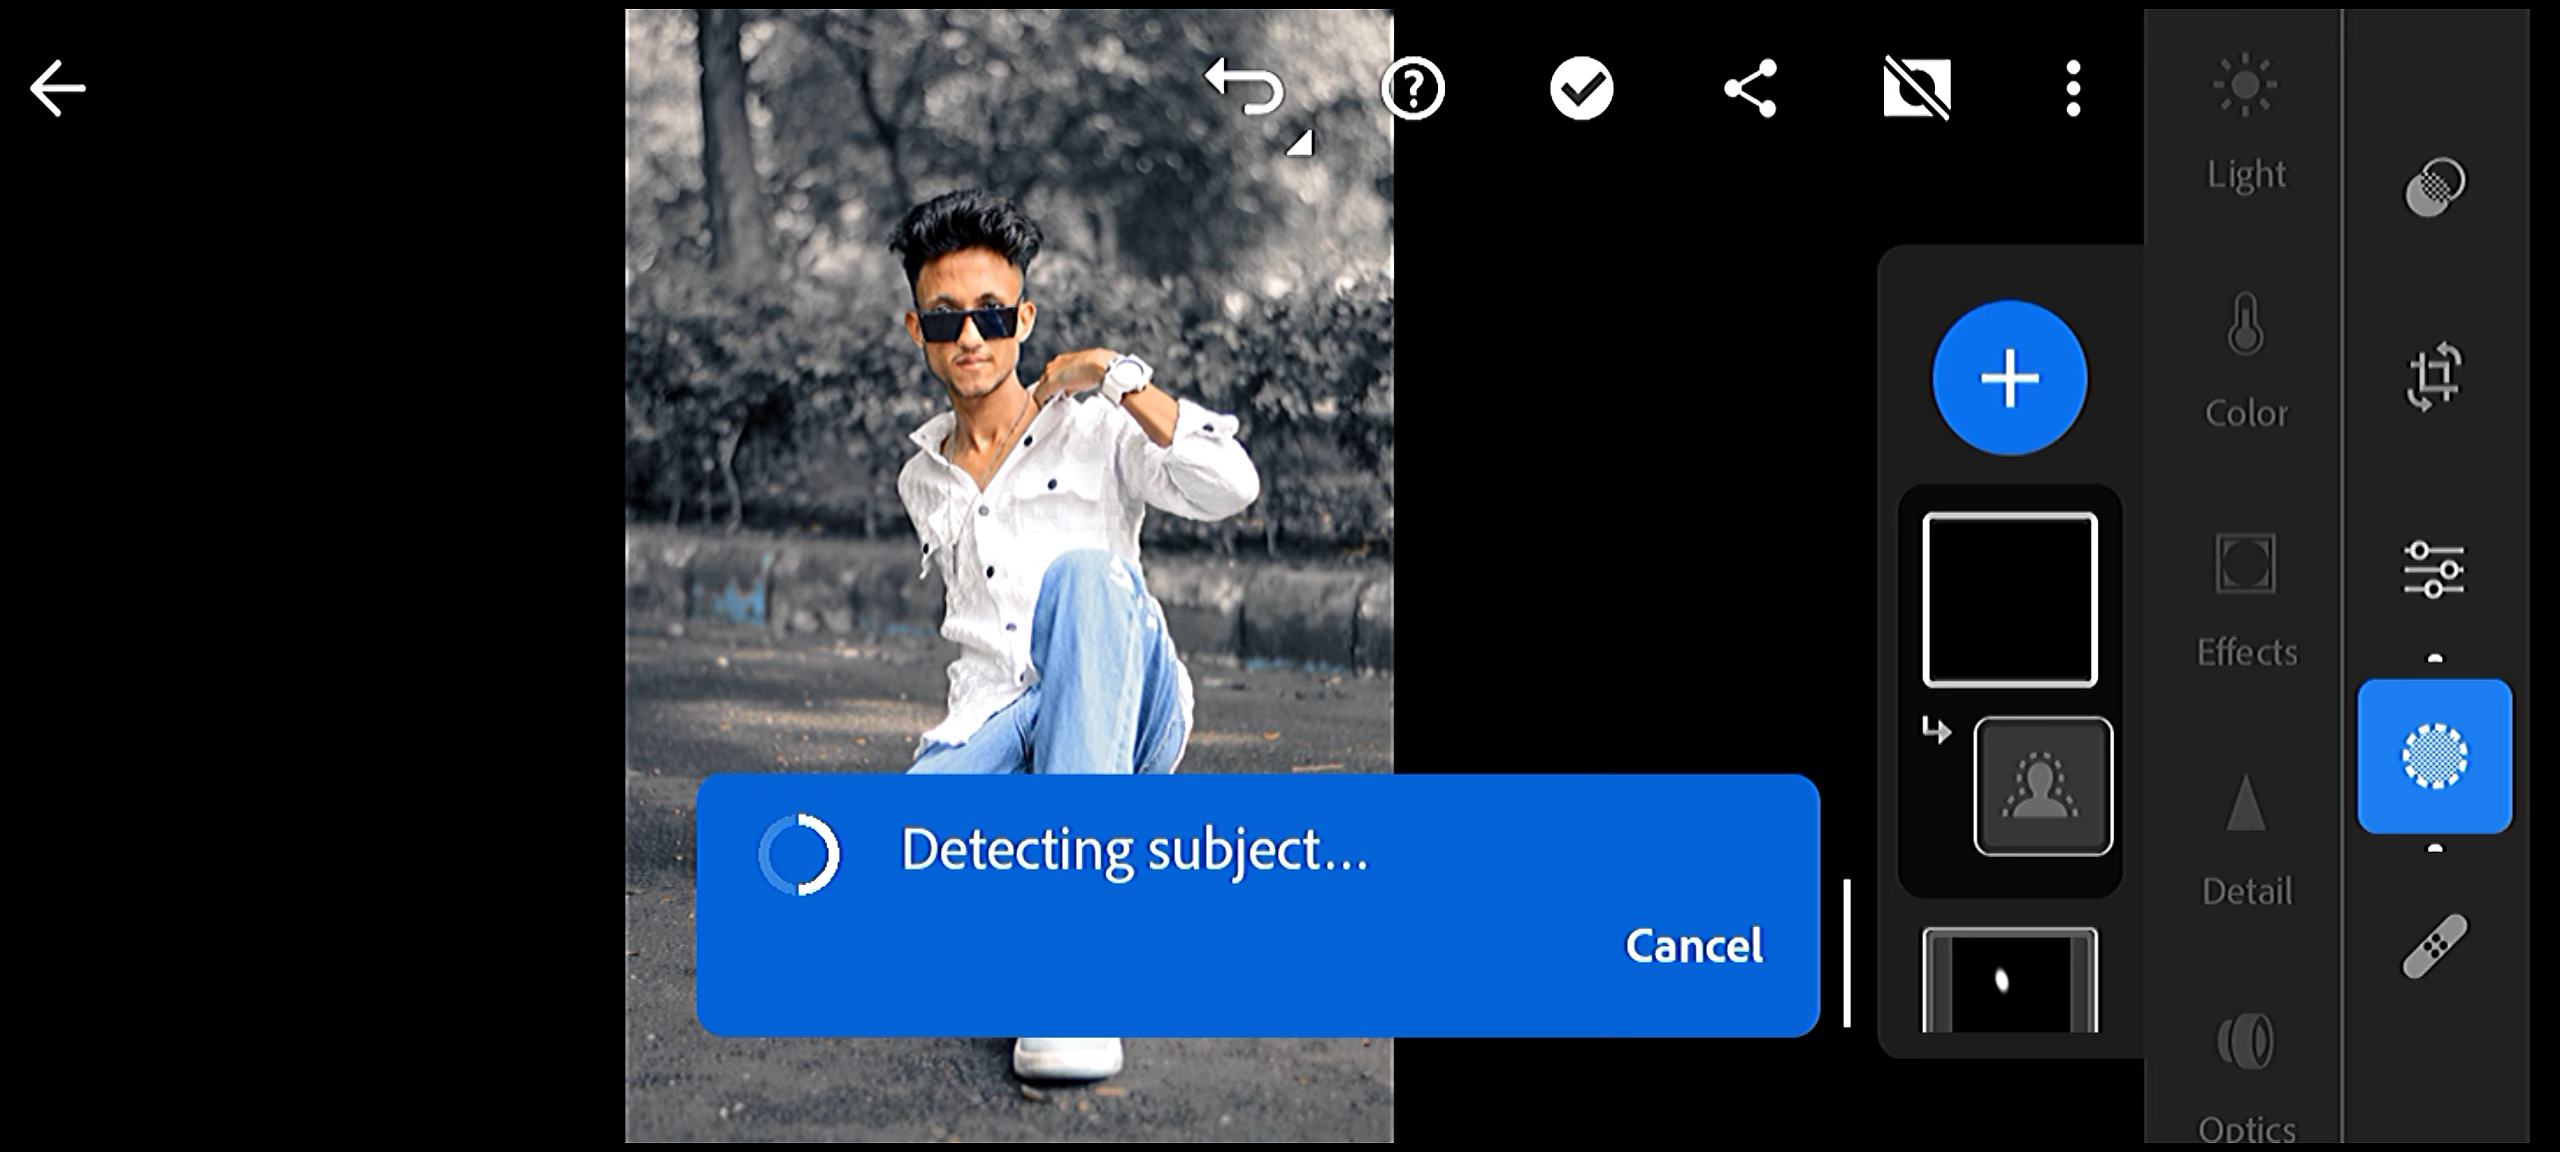 Light
Color
Effects
Detail
Optics
Detecting subject...
Cancel